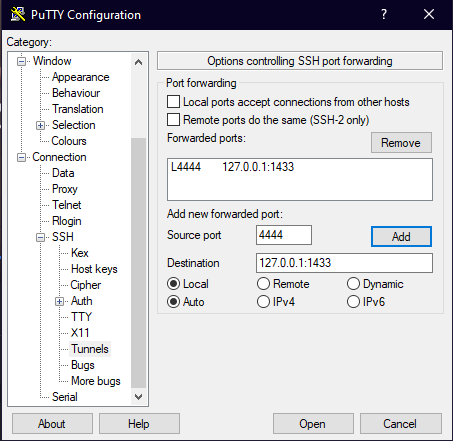 PuTTY Configuration
?
Category:
Window
Appearance
Behaviour
Translation
Selection
Colours
Connection
Data
Proxy
Telnet
Rlogin
SSH
Kex
Host keys
Cipher
Auth
TTY
X11
Tunnels
Bugs
More bugs
Serial
Options controlling SSH port forwarding
Port forwarding
Local ports accept connections from other hosts
Remote ports do the same (SSH-2 only)
Forwarded ports:
Remove
L4444 127.0.0.1:1433
Add new forwarded port:
Source port 4444 Add
Destination 127.0.0.1:1433
Local Remote Dynamic
Auto IPv4 IPv6
About Help Open Cancel